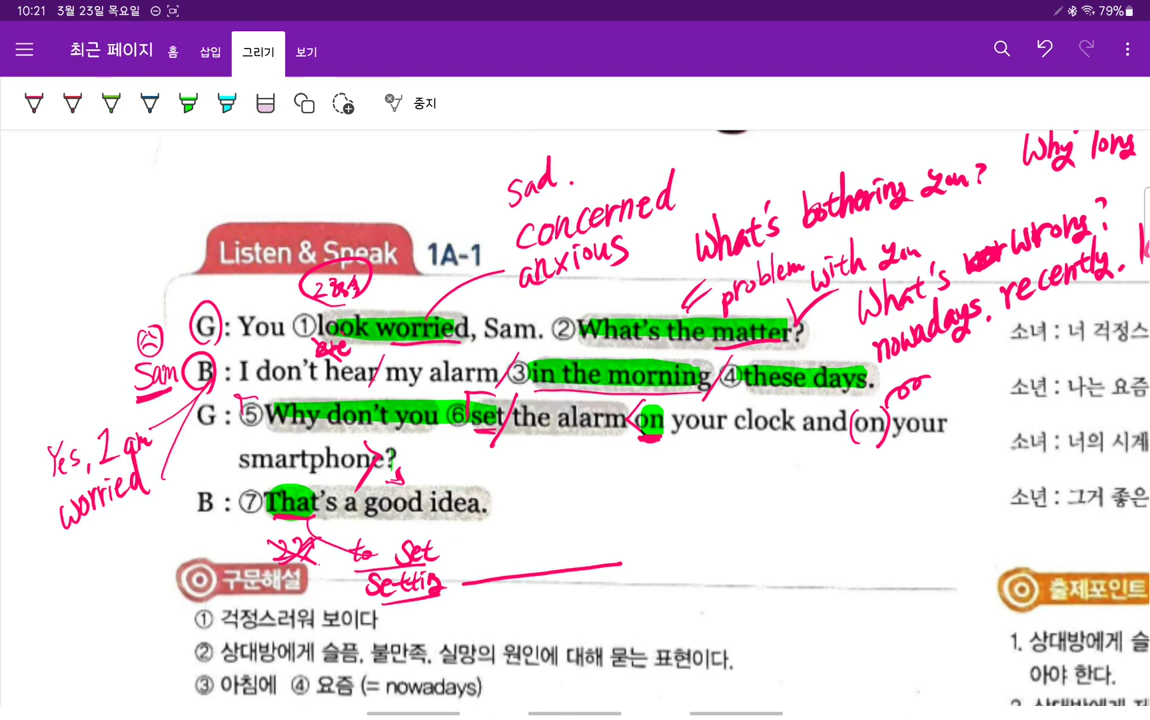 10:21 3월 23일 목요일 79%
최근 페이지 홈 삽입 그리기 보기
중지
Why long
sad.
What's bothering you?
concerned
anxious
problem with you
What's wrong?
nowadays, recently.
Listen & Speak 1A-1
G : You ①look worried, Sam. ②What's the matter?
are
Sam B : I don't hear my alarm ③in the morning ④these days.
G : ⑤Why don't you ⑥set the alarm on your clock and (on) your
smartphone?
Yes, I am
worried
B : ⑦That's a good idea.
to set
settin
소녀 : 너 걱정스
소년 : 나는 요즘
소녀 : 너의 시계
소년 : 그거 좋은
구문해설
① 걱정스러워 보이다
② 상대방에게 슬픔, 불만족, 실망의 원인에 대해 묻는 표현이다.
③ 아침에 ④ 요즘 (= nowadays)
출제포인트
1. 상대방에게 슬
아야 한다.